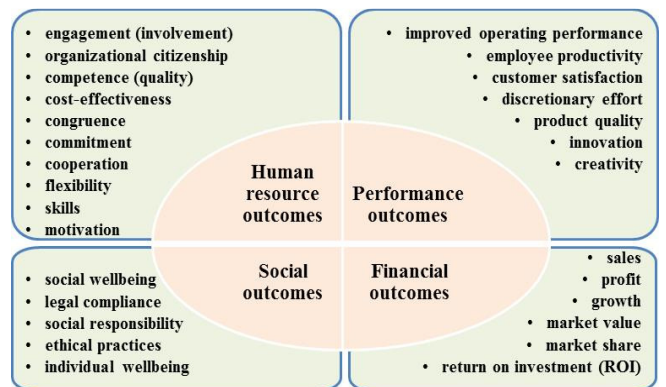 • engagement (involvement)
• organizational citizenship
• competence (quality)
• cost-effectiveness
• congruence
• commitment
• cooperation
• flexibility
• skills
• motivation
• improved operating performance
• employee productivity
• customer satisfaction
• discretionary effort
• product quality
• innovation
• creativity
Human
resource
outcomes
Performance
outcomes
Social
outcomes
Financial
outcomes
• social wellbeing
• legal compliance
• social responsibility
• ethical practices
• individual wellbeing
• sales
• profit
• growth
• market value
• market share
• return on investment (ROI)